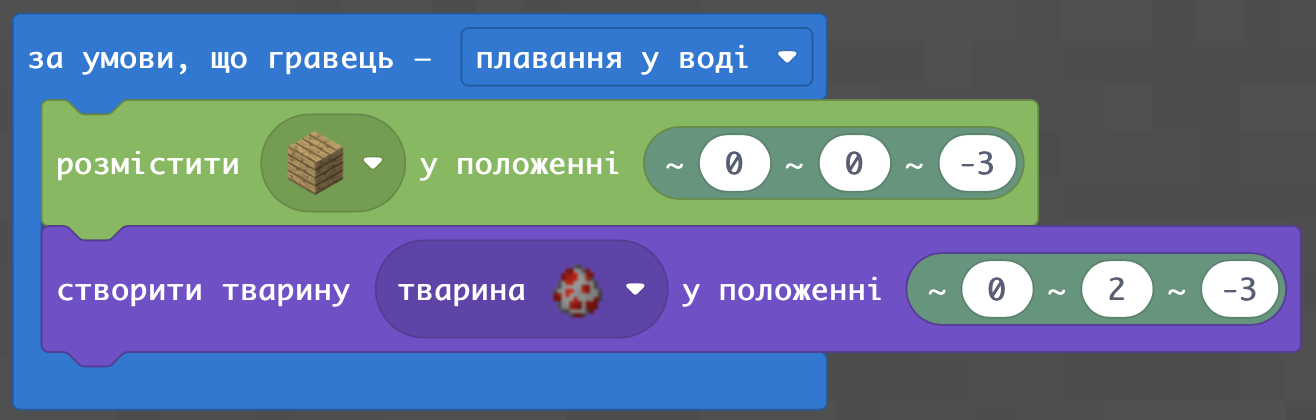 за умови, що гравець – плавання у воді
розмістити у положенні ~ 0 ~ 0 ~ -3
створити тварину тварина у положенні ~ 0 ~ 2 ~ -3